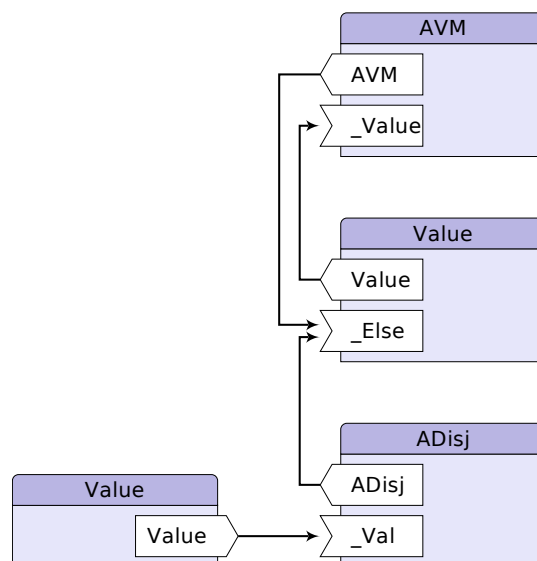 AVM
AVM
_Value
Value
Value
_Else
ADisj
ADisj
_Val
Value
Value